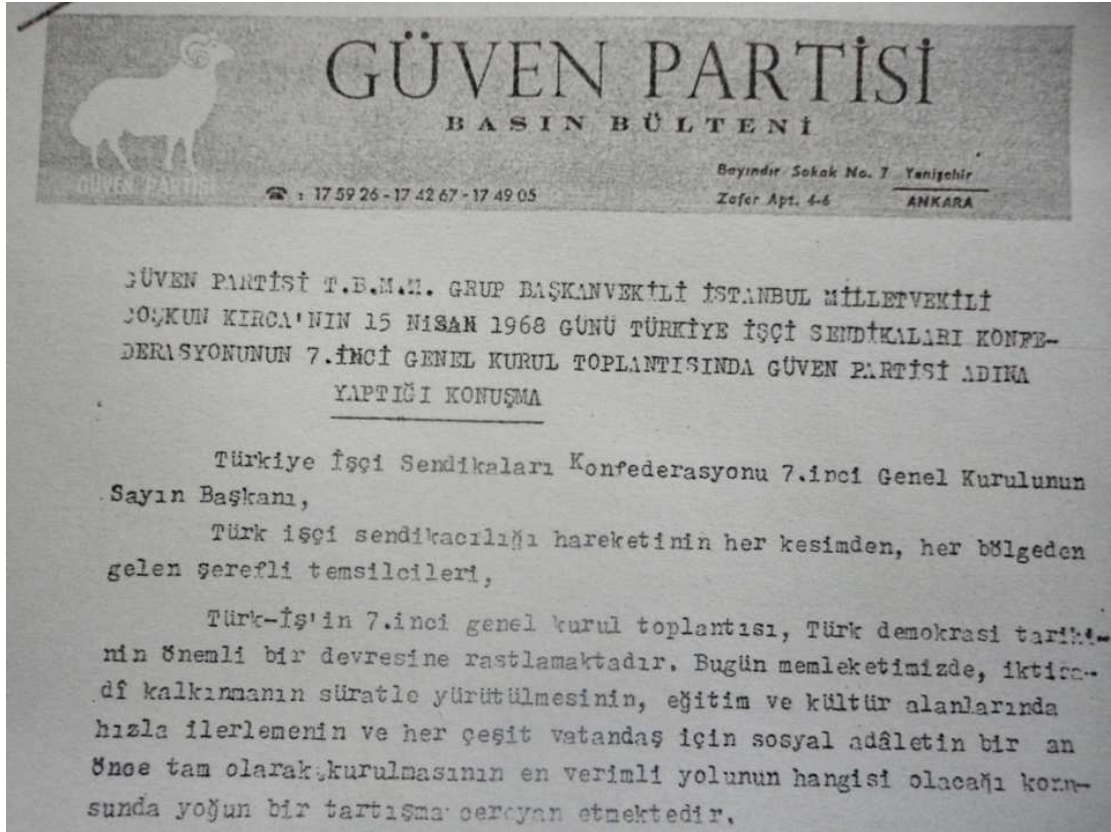 GÜVEN PARTİSİ
BASIN BÜLTENİ
GÜVEN PARTİSİ
☎ : 17 59 26 - 17 42 67 - 17 49 05
Bayındır Sokak No. 7 Yenişehir
Zafer Apt. 4-6 ANKARA
GÜVEN PARTİSİ T.B.M.M. GRUP BAŞKANVEKİLİ İSTANBUL MİLLETVEKİLİ
COŞKUN KIRCA'NIN 15 NİSAN 1968 GÜNÜ TÜRKİYE İŞÇİ SENDİKALARI KONFE-
DERASYONUNUN 7.İNCİ GENEL KURUL TOPLANTISINDA GÜVEN PARTİSİ ADINA
YAPTIĞI KONUŞMA
Türkiye İşçi Sendikaları Konfederasyonu 7.inci Genel Kurulunun
Sayın Başkanı,
Türk işçi sendikacılığı hareketinin her kesimden, her bölgeden
gelen şerefli temsilcileri,
Türk-İş'in 7.inci genel kurul toplantısı, Türk demokrasi tarihi-
nin önemli bir devresine rastlamaktadır. Bugün memleketimizde, iktisa-
dî kalkınmanın süratle yürütülmesinin, eğitim ve kültür alanlarında
hızla ilerlemenin ve her çeşit vatandaş için sosyal adâletin bir an
önce tam olarak kurulmasının en verimli yolunun hangisi olacağı konu-
sunda yoğun bir tartışma cereyan etmektedir.